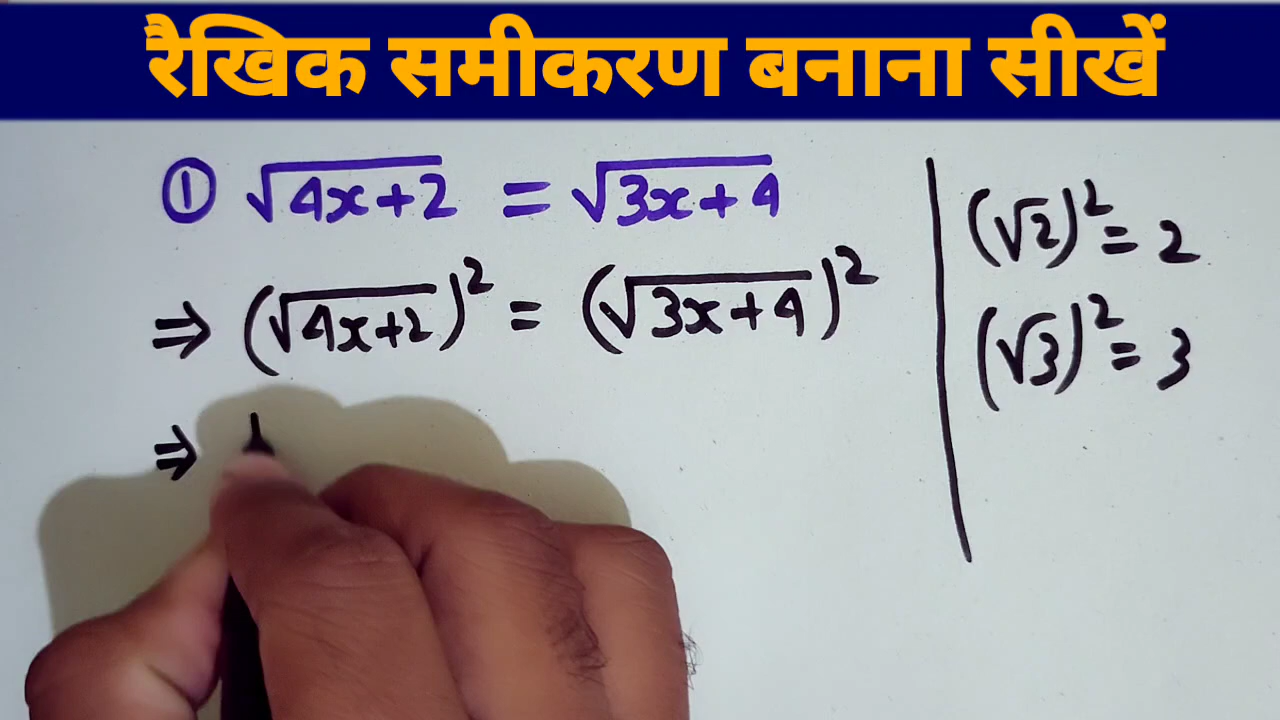 रैखिक समीकरण बनाना सीखें
① √4x+2 = √3x+4
⇒ (√4x+2)² = (√3x+4)²
⇒
(√2)² = 2
(√3)² = 3